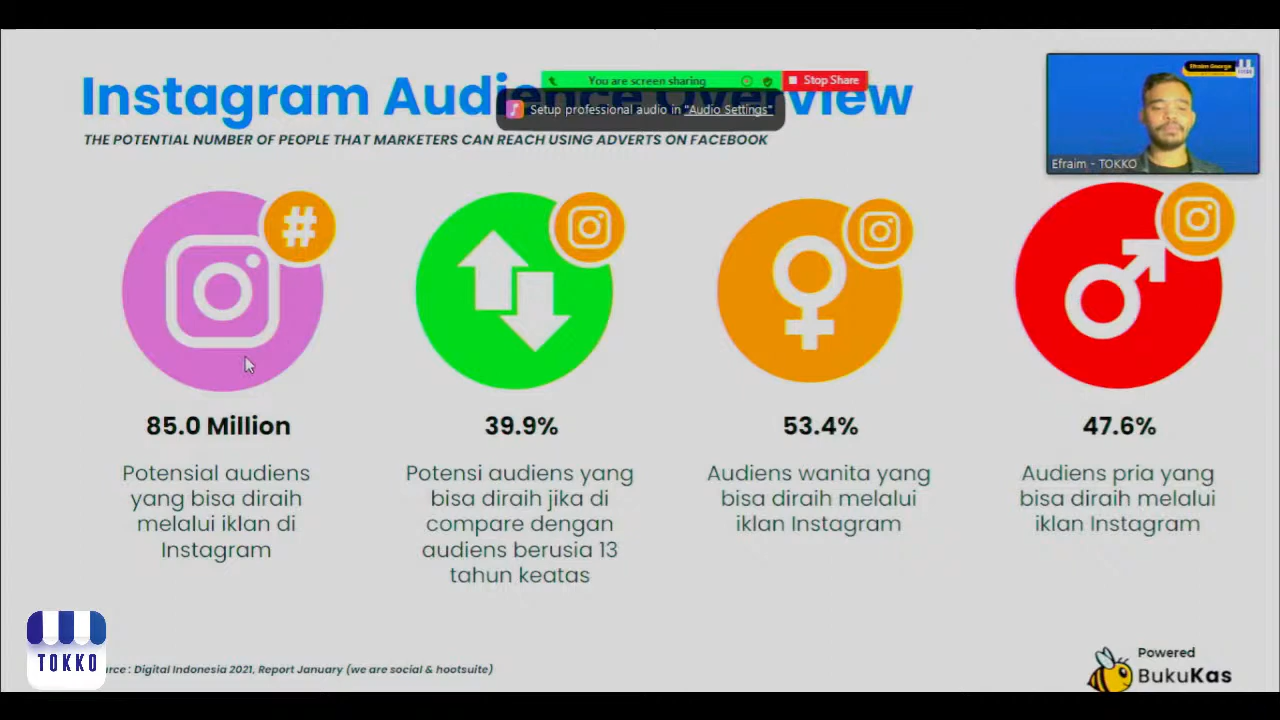 Instagram Audience Overview
You are screen sharing
Stop Share
Setup professional audio in "Audio Settings"
THE POTENTIAL NUMBER OF PEOPLE THAT MARKETERS CAN REACH USING ADVERTS ON FACEBOOK
Efraim George
Efraim - TOKKO
#
85.0 Million
Potensial audiens
yang bisa diraih
melalui iklan di
Instagram
39.9%
Potensi audiens yang
bisa diraih jika di
compare dengan
audiens berusia 13
tahun keatas
53.4%
Audiens wanita yang
bisa diraih melalui
iklan Instagram
47.6%
Audiens pria yang
bisa diraih melalui
iklan Instagram
TOKKO
: Digital Indonesia 2021, Report January (we are social & hootsuite)
Powered
BukuKas